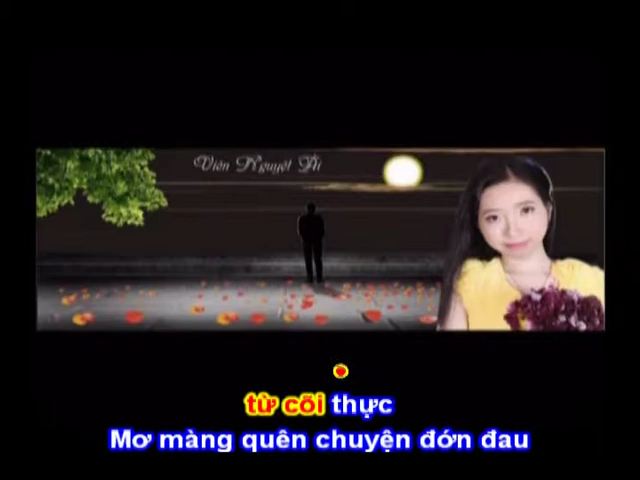 Viên Nguyệt Ái
từ cõi thực
Mơ màng quên chuyện đớn đau